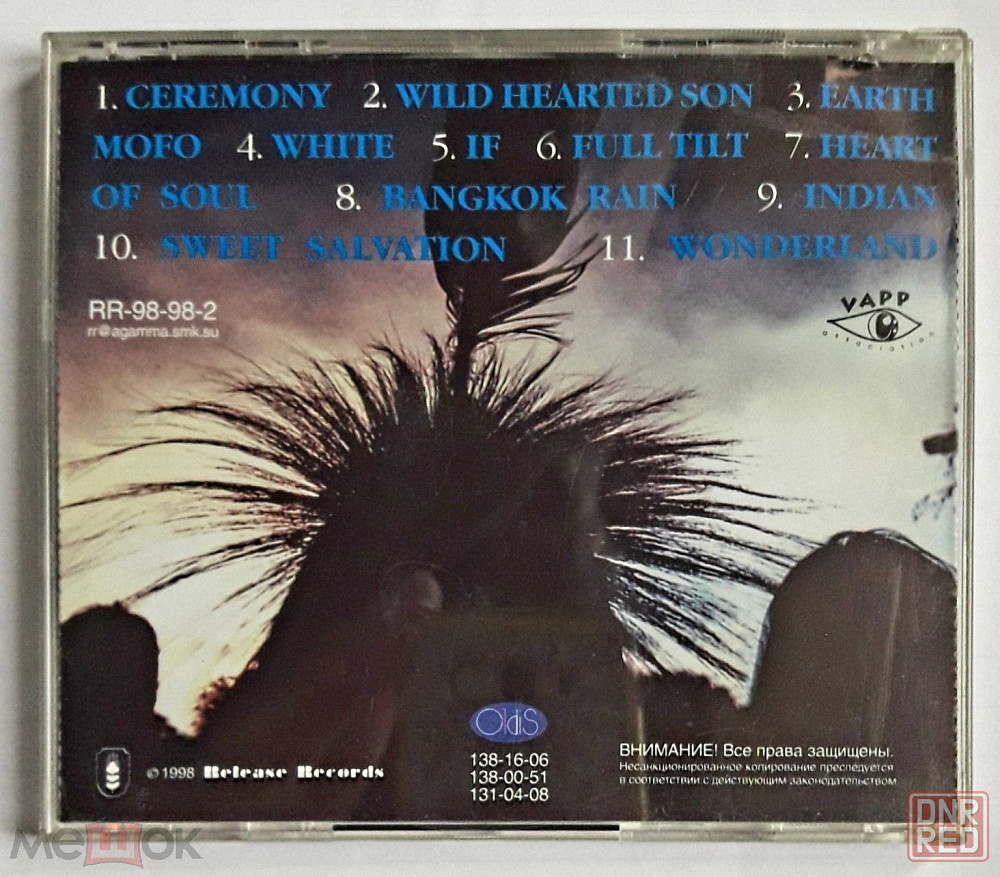 1. CEREMONY 2. WILD HEARTED SON 3. EARTH
MOFO 4. WHITE 5. IF 6. FULL TILT 7. HEART
OF SOUL 8. BANGKOK RAIN 9. INDIAN
10. SWEET SALVATION 11. WONDERLAND
RR-98-98-2
rr@agamma.smk.su
VAPP
association
OldiS
138-16-06
138-00-51
131-04-08
© 1998 Release Records
ВНИМАНИЕ! Все права защищены.
Несанкционированное копирование преследуется
в соответствии с действующим законодательством
мешок
DNR
RED